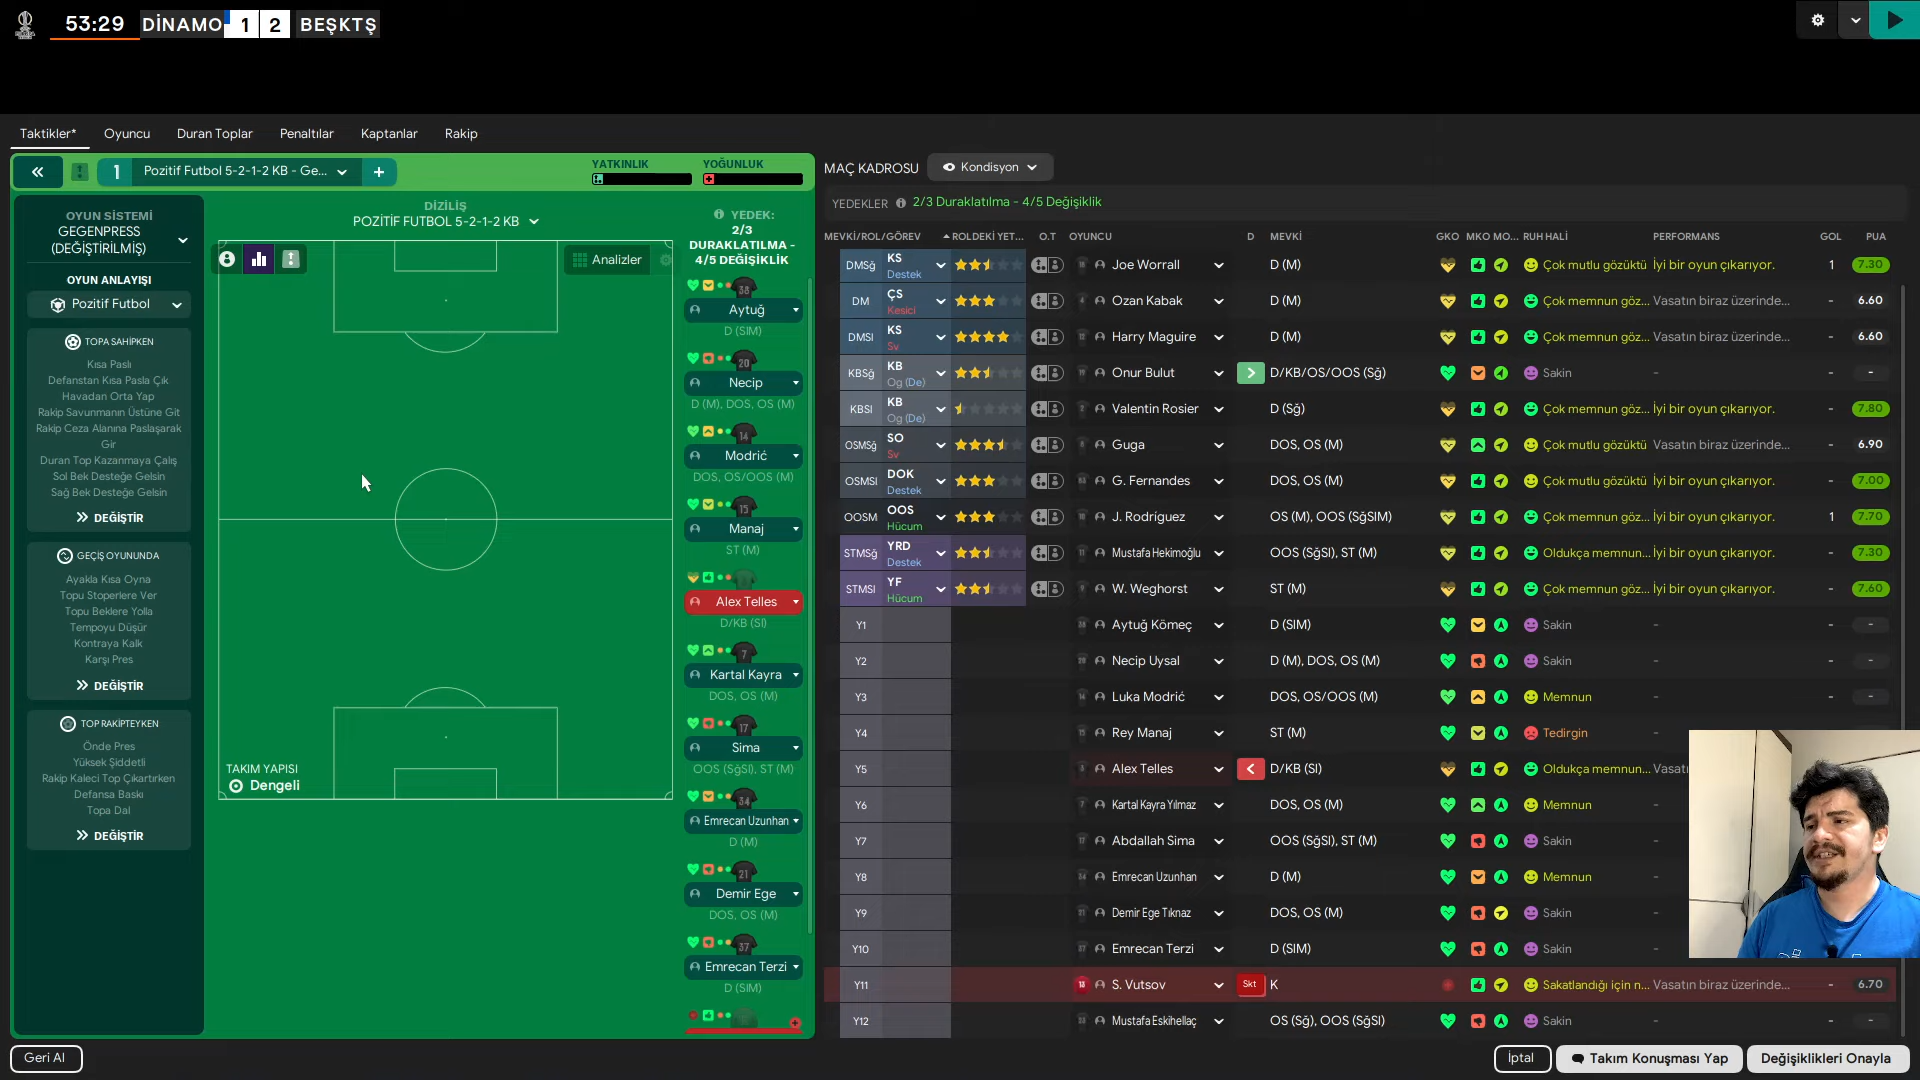 53:29 DİNAMO 1 2 BEŞKTŞ
Taktikler* Oyuncu Duran Toplar Penaltılar Kaptanlar Rakip
1 Pozitif Futbol 5-2-1-2 KB - Ge...
YATKINLIK
YOĞUNLUK
OYUN SİSTEMİ
GEGENPRESS
(DEĞİŞTİRİLMİŞ)
OYUN ANLAYIŞI
Pozitif Futbol
TOPA SAHİPKEN
Kısa Paslı
Defanstan Kısa Pasla Çık
Havadan Orta Yap
Rakip Savunmanın Üstüne Git
Rakip Ceza Alanına Paslaşarak
Gir
Duran Top Kazanmaya Çalış
Sol Bek Desteğe Gelsin
Sağ Bek Desteğe Gelsin
DEĞİŞTİR
GEÇİŞ OYUNUNDA
Ayakla Kısa Oyna
Topu Stoperlere Ver
Topu Beklere Yolla
Tempoyu Düşür
Kontraya Kalk
Karşı Pres
DEĞİŞTİR
TOP RAKİPTEYKEN
Önde Pres
Yüksek Şiddetli
Rakip Kaleci Top Çıkartırken
Defansa Baskı
Topa Dal
DEĞİŞTİR
DİZİLİŞ
POZİTİF FUTBOL 5-2-1-2 KB
Analizler
TAKIM YAPISI
Dengeli
YEDEK:
2/3
DURAKLATILMA -
4/5 DEĞİŞİKLİK
38
Aytuğ
D (SIM)
20
Necip
D (M), DOS, OS (M)
14
Modrić
DOS, OS/OOS (M)
15
Manaj
ST (M)
Alex Telles
D/KB (Sl)
7
Kartal Kayra
DOS, OS (M)
17
Sima
OOS (SğSl), ST (M)
34
Emrecan Uzunhan
D (M)
21
Demir Ege
DOS, OS (M)
37
Emrecan Terzi
D (SIM)
MAÇ KADROSU Kondisyon
YEDEKLER 2/3 Duraklatılma - 4/5 Değişiklik
MEVKİ/ROL/GÖREV ROLDEKİ YET... O.T OYUNCU D MEVKİ GKO MKO MO... RUH HALİ PERFORMANS GOL PUA
DMSğ KS Destek Joe Worrall D (M) Çok mutlu gözüktü İyi bir oyun çıkarıyor. 1 7.30
DM ÇS Kesici Ozan Kabak D (M) Çok memnun göz... Vasatın biraz üzerinde... - 6.60
DMSl KS Sv Harry Maguire D (M) Çok memnun göz... Vasatın biraz üzerinde... - 6.60
KBSğ KB Og (De) Onur Bulut D/KB/OS/OOS (Sğ) Sakin - - -
KBSl KB Og (De) Valentin Rosier D (Sğ) Çok memnun göz... İyi bir oyun çıkarıyor. - 7.80
OSMSğ SO Sv Guga DOS, OS (M) Çok mutlu gözüktü Vasatın biraz üzerinde... - 6.90
OSMSl DOK Destek G. Fernandes DOS, OS (M) Çok mutlu gözüktü İyi bir oyun çıkarıyor. - 7.00
OOSM OOS Hücum J. Rodríguez OS (M), OOS (SğSIM) Çok memnun göz... İyi bir oyun çıkarıyor. 1 7.70
STMSğ YRD Destek Mustafa Hekimoğlu OOS (SğSl), ST (M) Oldukça memnun... İyi bir oyun çıkarıyor. - 7.30
STMSl YF Hücum W. Weghorst ST (M) Çok memnun göz... İyi bir oyun çıkarıyor. - 7.60
Y1 Aytuğ Kömeç D (SIM) Sakin - - -
Y2 Necip Uysal D (M), DOS, OS (M) Sakin - - -
Y3 Luka Modrić DOS, OS/OOS (M) Memnun - - -
Y4 Rey Manaj ST (M) Tedirgin
Y5 Alex Telles D/KB (Sl) Oldukça memnun... Vasatı
Y6 Kartal Kayra Yılmaz DOS, OS (M) Memnun -
Y7 Abdallah Sima OOS (SğSl), ST (M) Sakin -
Y8 Emrecan Uzunhan D (M) Memnun -
Y9 Demir Ege Tıknaz DOS, OS (M) Sakin -
Y10 Emrecan Terzi D (SIM) Sakin -
Y11 S. Vutsov Skt K Sakatlandığı için n... Vasatın biraz üzerinde... - 6.70
Y12 Mustafa Eskihellaç OS (Sğ), OOS (SğSl) Sakin - - -
Geri Al İptal Takım Konuşması Yap Değişiklikleri Onayla